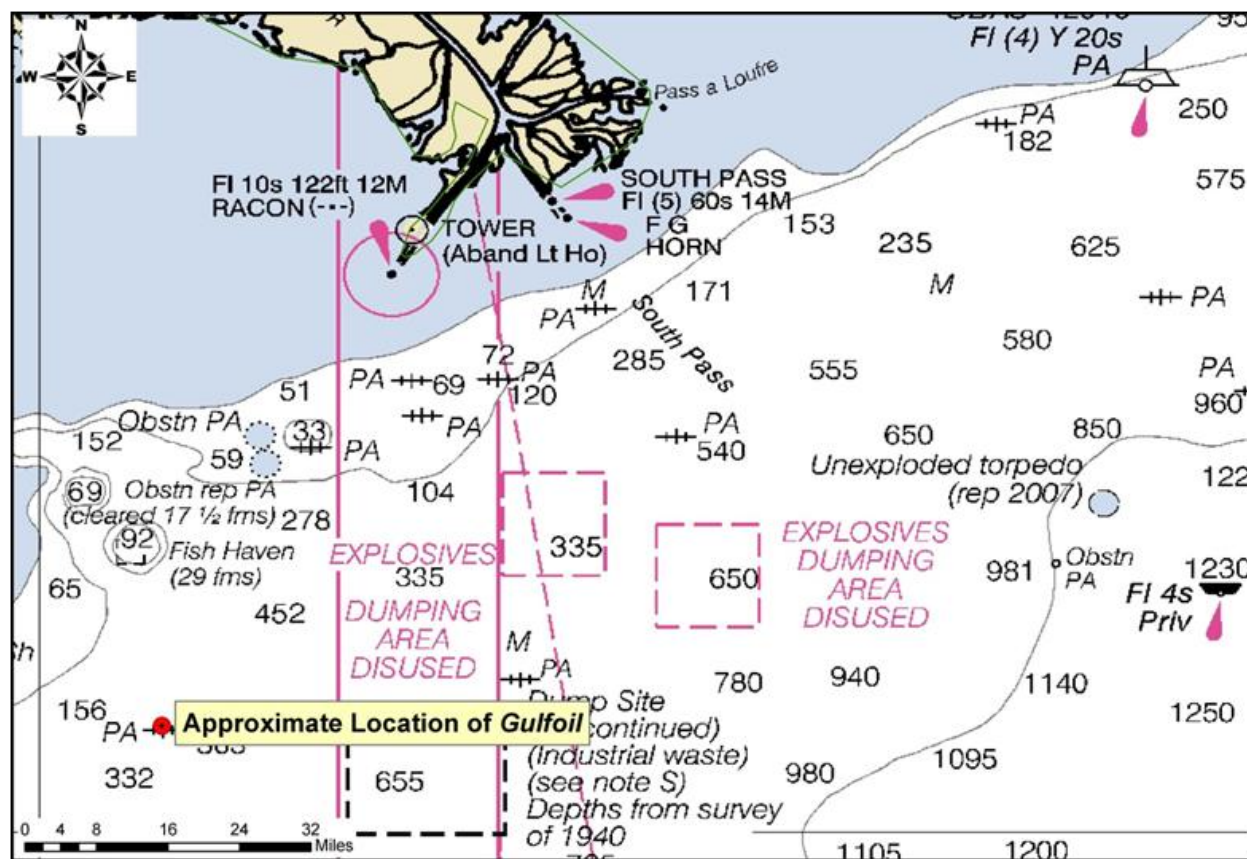 N
W E
S
Fl (4) Y 20s
PA
250
PA
182
575
Pass a Loutre
Fl 10s 122ft 12M
RACON (---)
SOUTH PASS
Fl (5) 60s 14M
F G
HORN
TOWER
(Aband Lt Ho)
153
235
625
M
171
M
PA
PA
South Pass
580
285
555
72
PA
120
PA
69
PA
51
PA
960
Obstn PA
33
PA
152
59
PA
540
650
850
Unexploded torpedo
(rep 2007)
122
69
Obstn rep PA
(cleared 17 ½ fms)
104
278
92
Fish Haven
(29 fms)
EXPLOSIVES
335
DUMPING
AREA
DISUSED
335
650
EXPLOSIVES
DUMPING
AREA
DISUSED
981
Obstn
PA
1230
Fl 4s
Priv
65
452
M
PA
780
940
1140
1250
156
PA
Approximate Location of Gulfoil
332
655
Dump Site
continued)
(Industrial waste)
(see note S)
Depths from survey
of 1940
980
1095
1105
1200
0 4 8 16 24 32
Miles